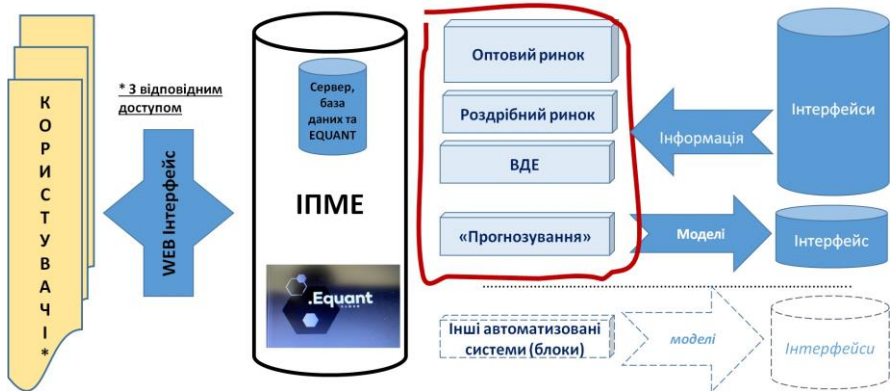 КОРИСТУВАЧІ*
* З відповідним
доступом
WEB Інтерфейс
Сервер,
база
даних та
EQUANT
ІПМЕ
.Equant
Оптовий ринок
Роздрібний ринок
ВДЕ
«Прогнозування»
Інформація
Інтерфейси
Моделі
Інтерфейс
Інші автоматизовані
системи (блоки)
моделі
Інтерфейси